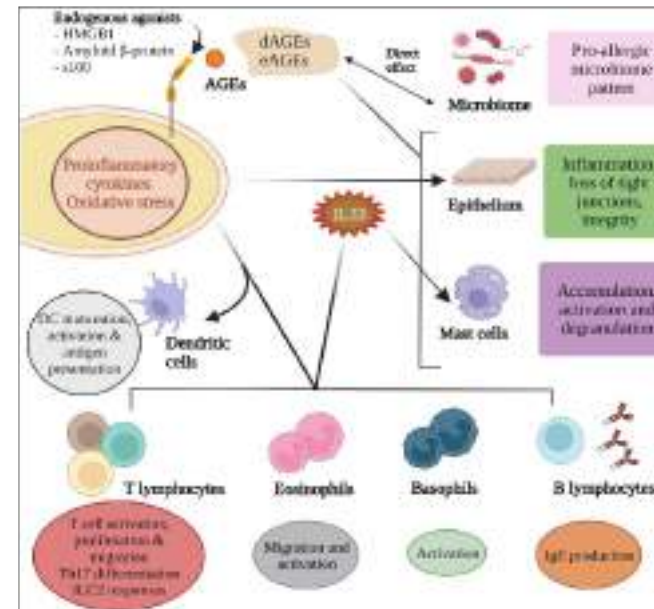 Endogenous agonists
- HMGB1
- Amyloid β-protein
- s100
AGEs
dAGEs
eAGEs
Direct
effect
Microbiome
Pro-allergic
microbiome
pattern
Proinflammatory
cytokines
Oxidative stress
Epithelium
Inflammation,
loss of tight
junctions,
integrity
Mast cells
Accumulation,
activation and
degranulation
DC maturation,
activation &
antigen
presentation
Dendritic
cells
T lymphocytes
Eosinophils
Basophils
B lymphocytes
T cell activation,
proliferation &
migration
Th17 differentiation
ILC2 responses
Migration and
activation
Activation
IgE production